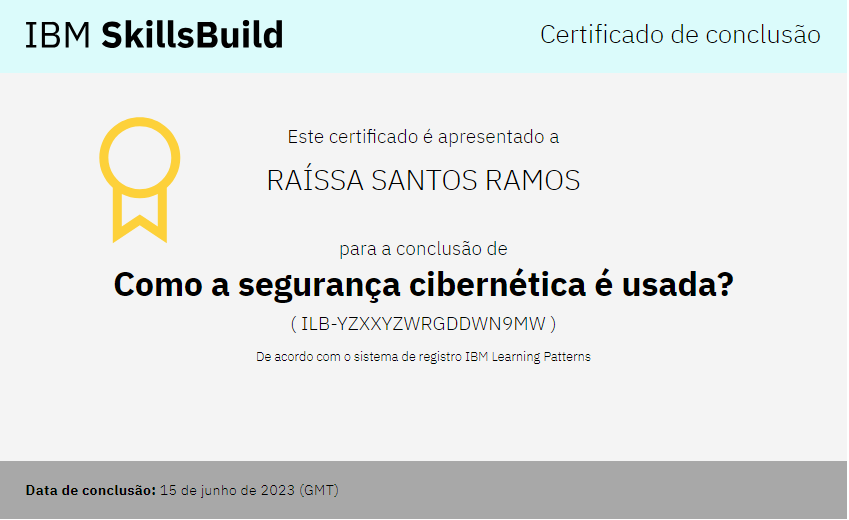 IBM SkillsBuild
Certificado de conclusão
Este certificado é apresentado a
RAÍSSA SANTOS RAMOS
para a conclusão de
Como a segurança cibernética é usada?
( ILB-YZXXYZWRGDDWN9MW )
De acordo com o sistema de registro IBM Learning Patterns
Data de conclusão: 15 de junho de 2023 (GMT)